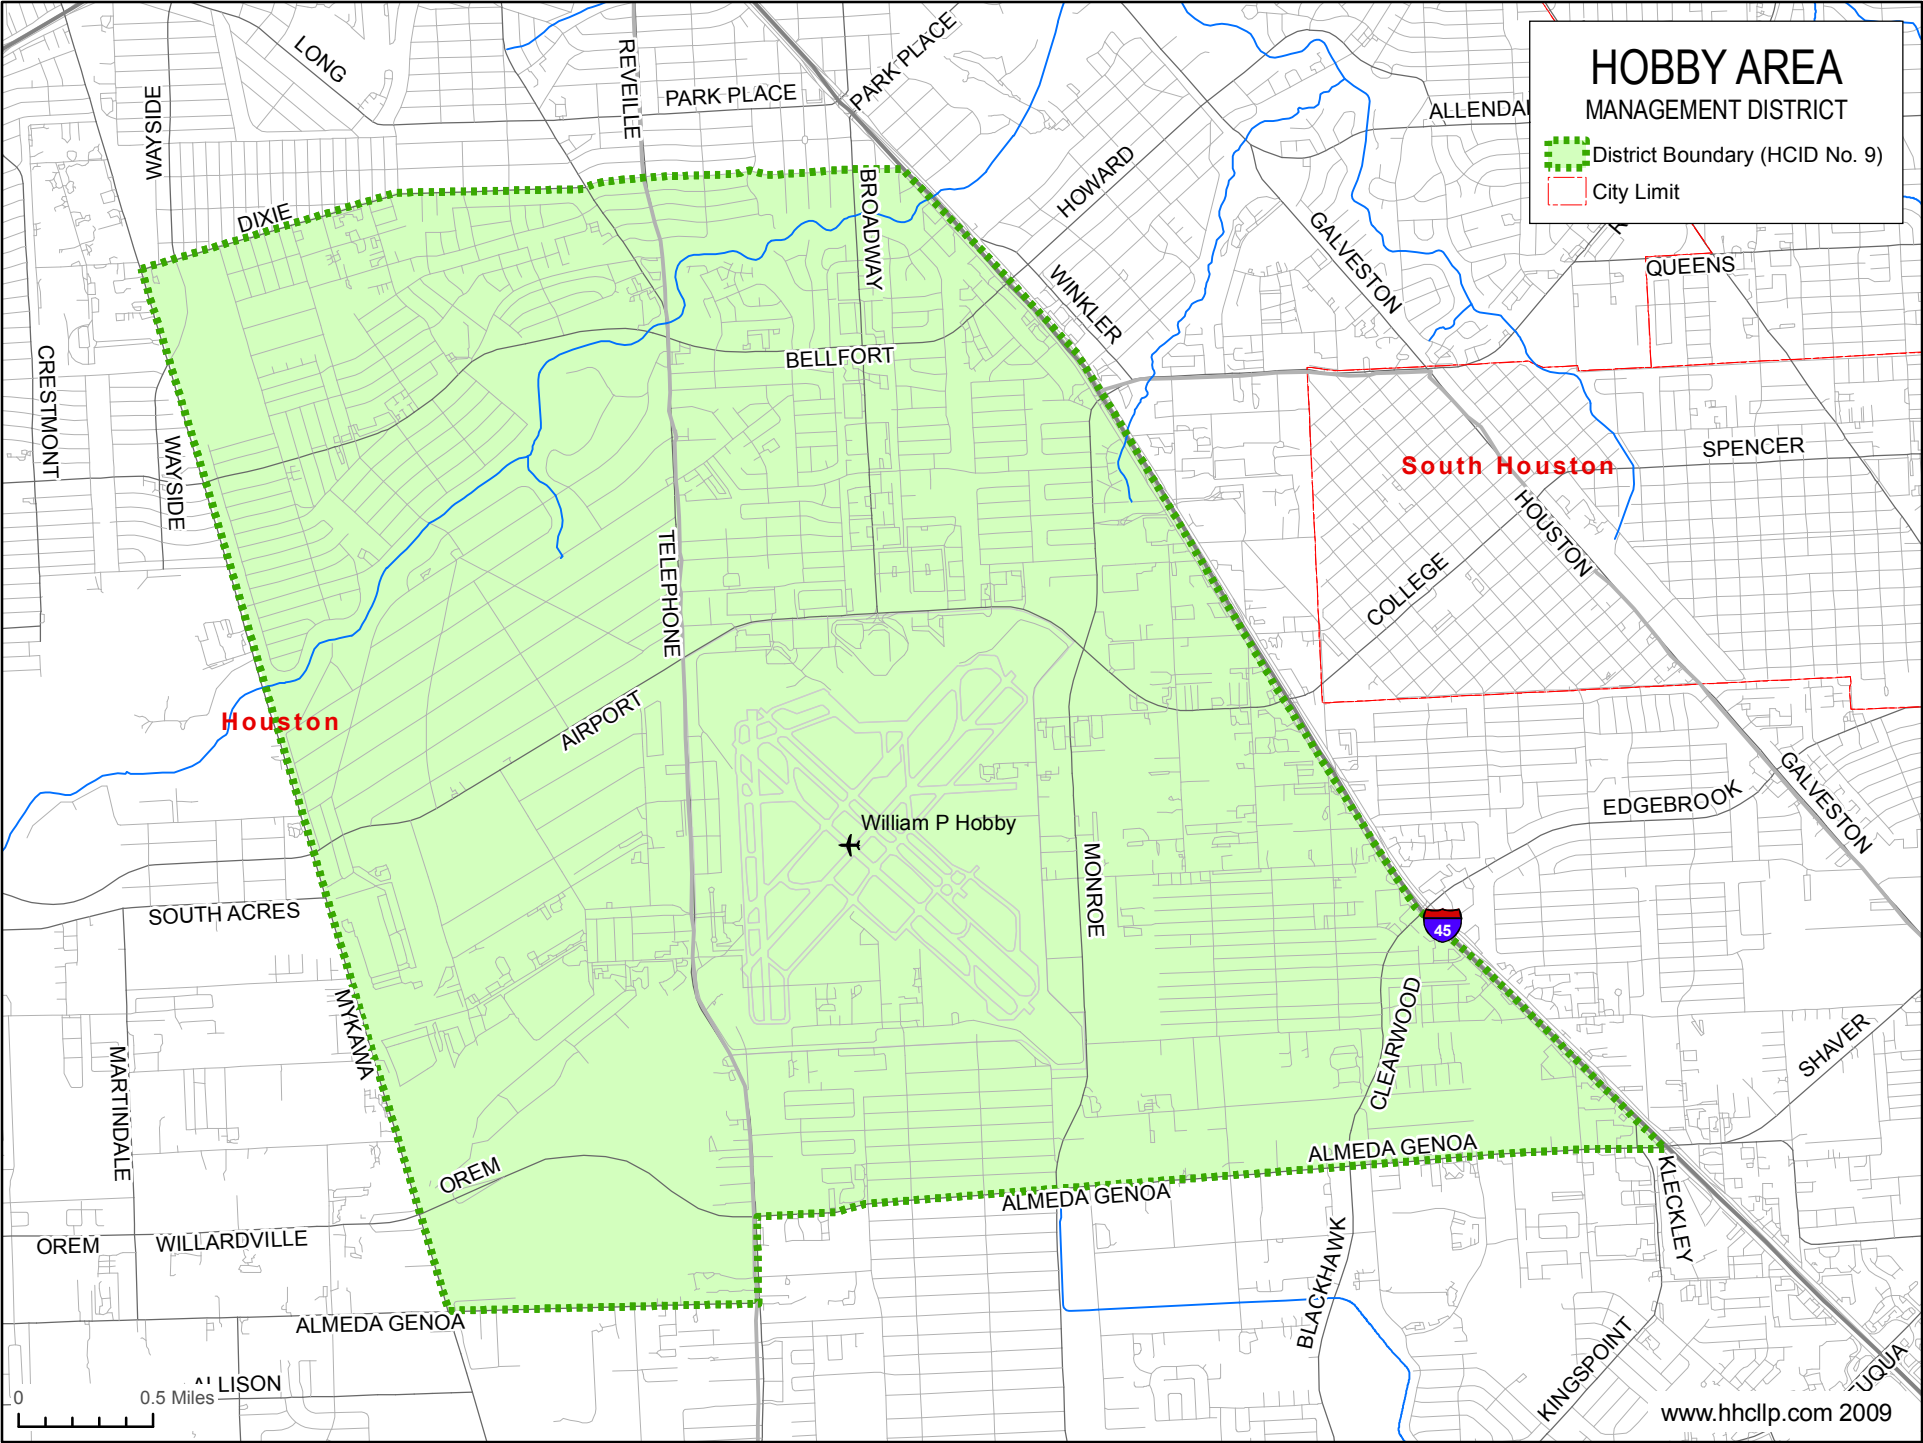 HOBBY AREA
MANAGEMENT DISTRICT
District Boundary (HCID No. 9)
City Limit
LONG
REVEILLE
PARK PLACE
PARK PLACE
WAYSIDE
HOWARD
DIXIE
BROADWAY
GALVESTON
QUEENS
WINKLER
BELLFORT
CRESTMONT
WAYSIDE
SPENCER
South Houston
HOUSTON
COLLEGE
TELEPHONE
AIRPORT
Houston
GALVESTON
EDGEBROOK
William P Hobby
MONROE
SOUTH ACRES
45
MYKAWA
CLEARWOOD
SHAVER
MARTINDALE
OREM
ALMEDA GENOA
ALMEDA GENOA
KLECKLEY
OREM
WILLARDVILLE
BLACKHAWK
ALMEDA GENOA
KINGSPOINT
0
0.5 Miles
www.hhcllp.com 2009